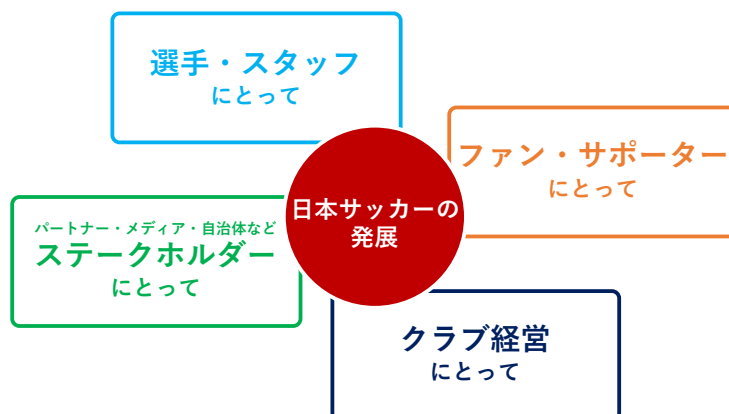 選手・スタッフ
にとって
ファン・サポーター
にとって
日本サッカーの
発展
パートナー・メディア・自治体など
ステークホルダー
にとって
クラブ経営
にとって